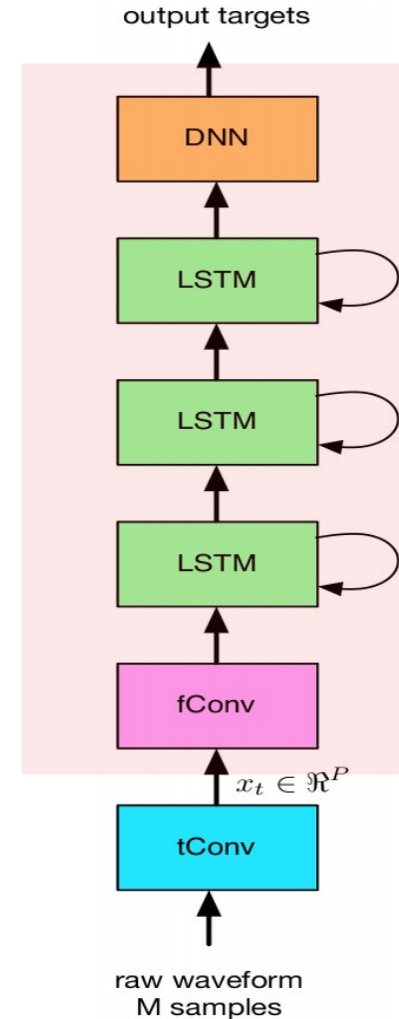 output targets
DNN
LSTM
LSTM
LSTM
fConv
x_t ∈ ℜ^P
tConv
raw waveform
M samples